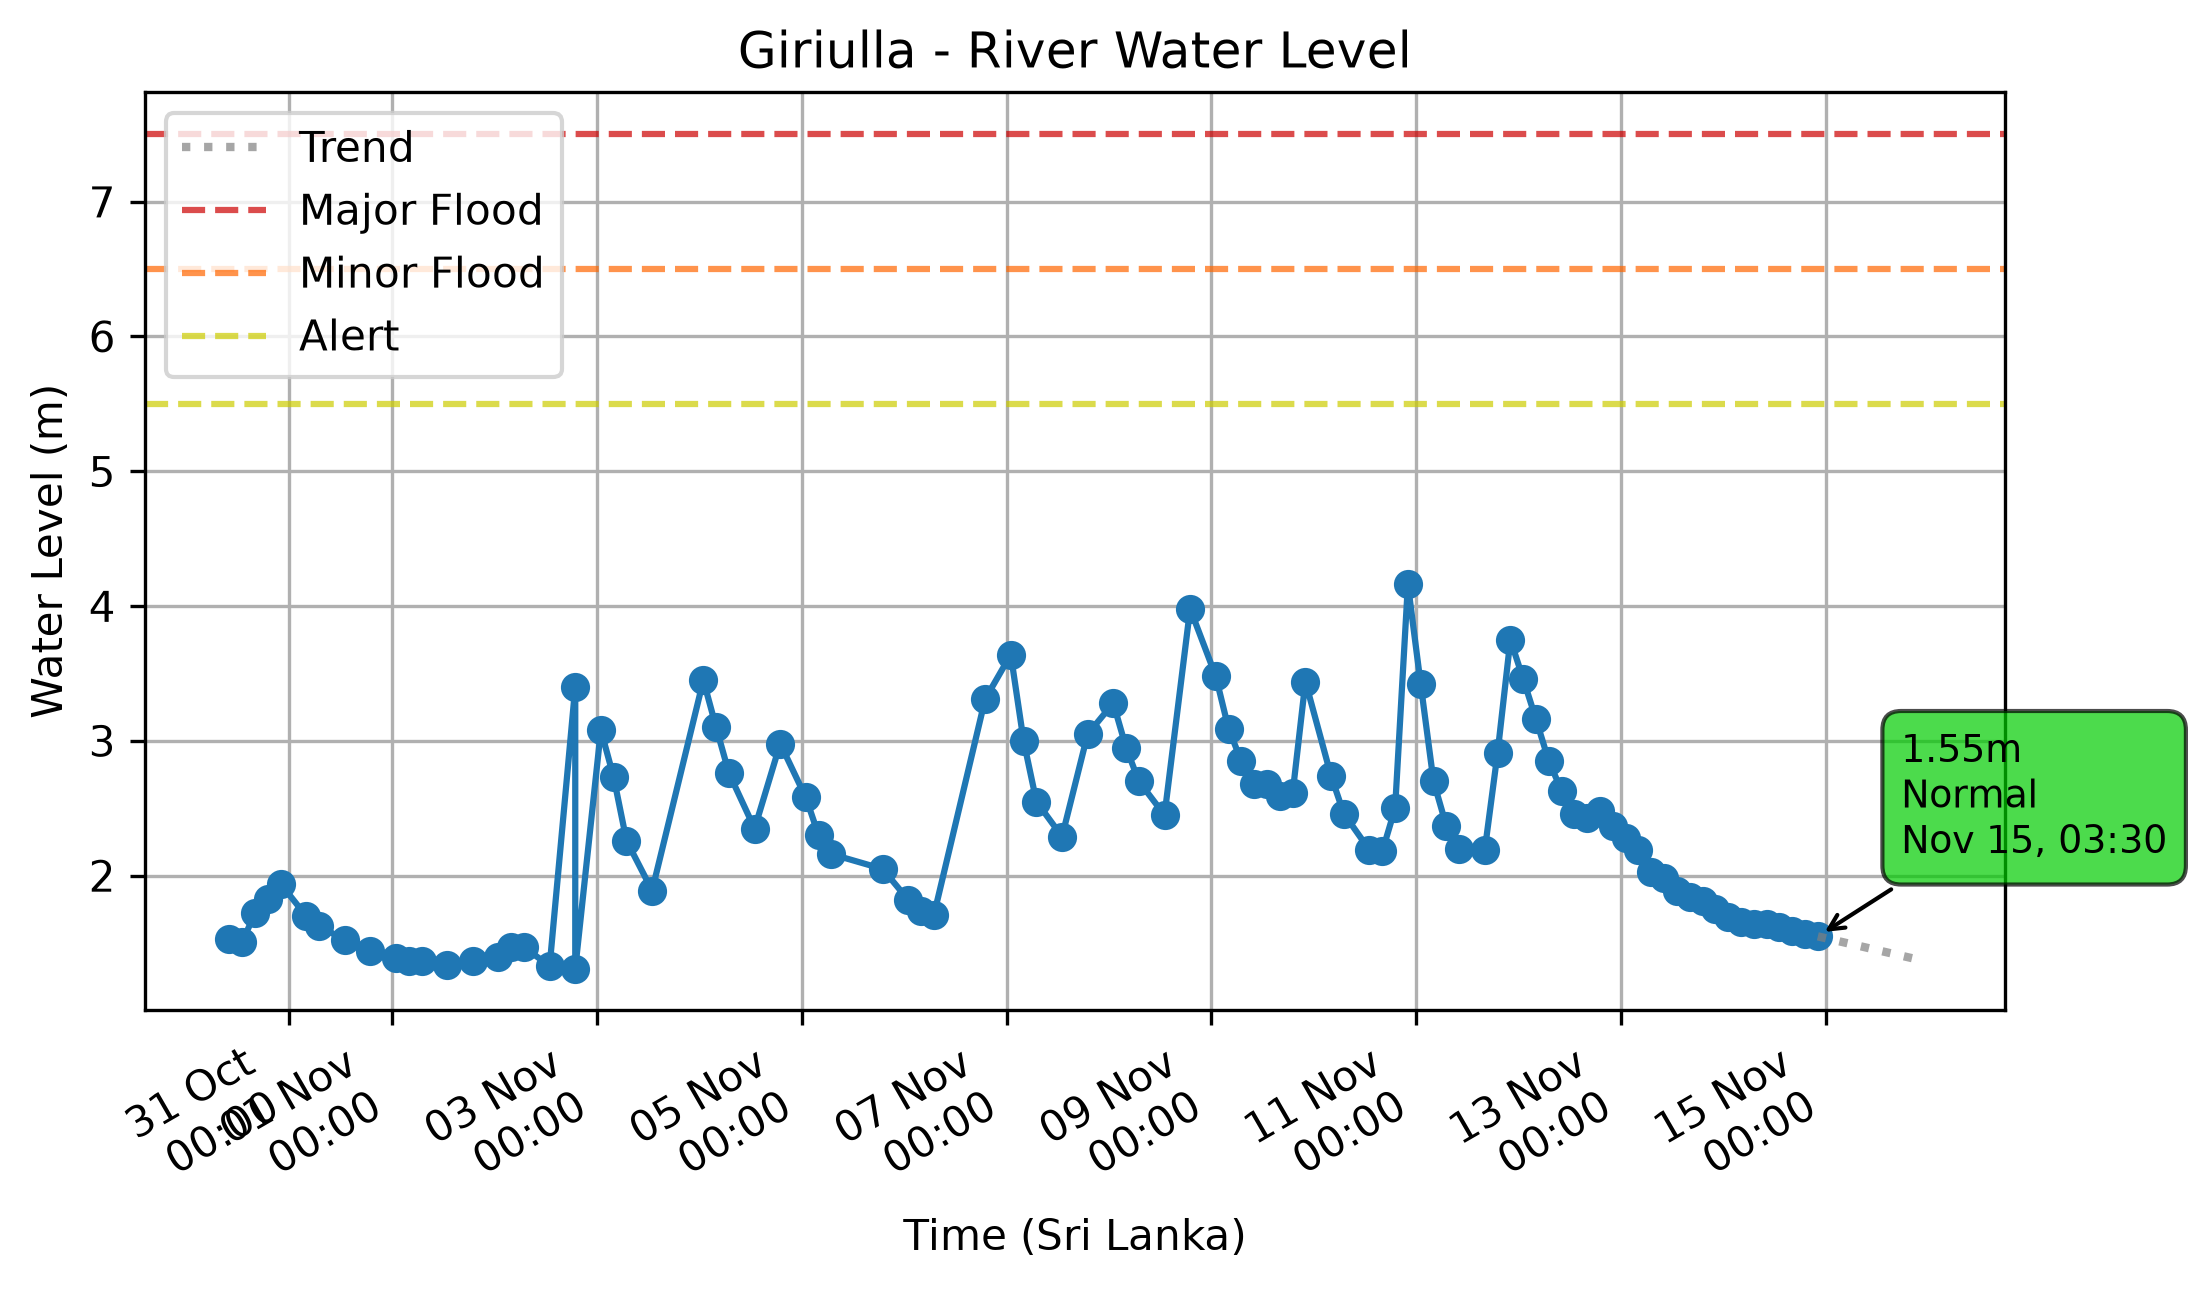 Giriulla - River Water Level
Trend
Major Flood
Minor Flood
Alert
7
6
5
4
3
2
Water Level (m)
1.55m
Normal
Nov 15, 03:30
31 Oct
00:00
01 Nov
00:00
03 Nov
00:00
05 Nov
00:00
07 Nov
00:00
09 Nov
00:00
11 Nov
00:00
13 Nov
00:00
15 Nov
00:00
Time (Sri Lanka)